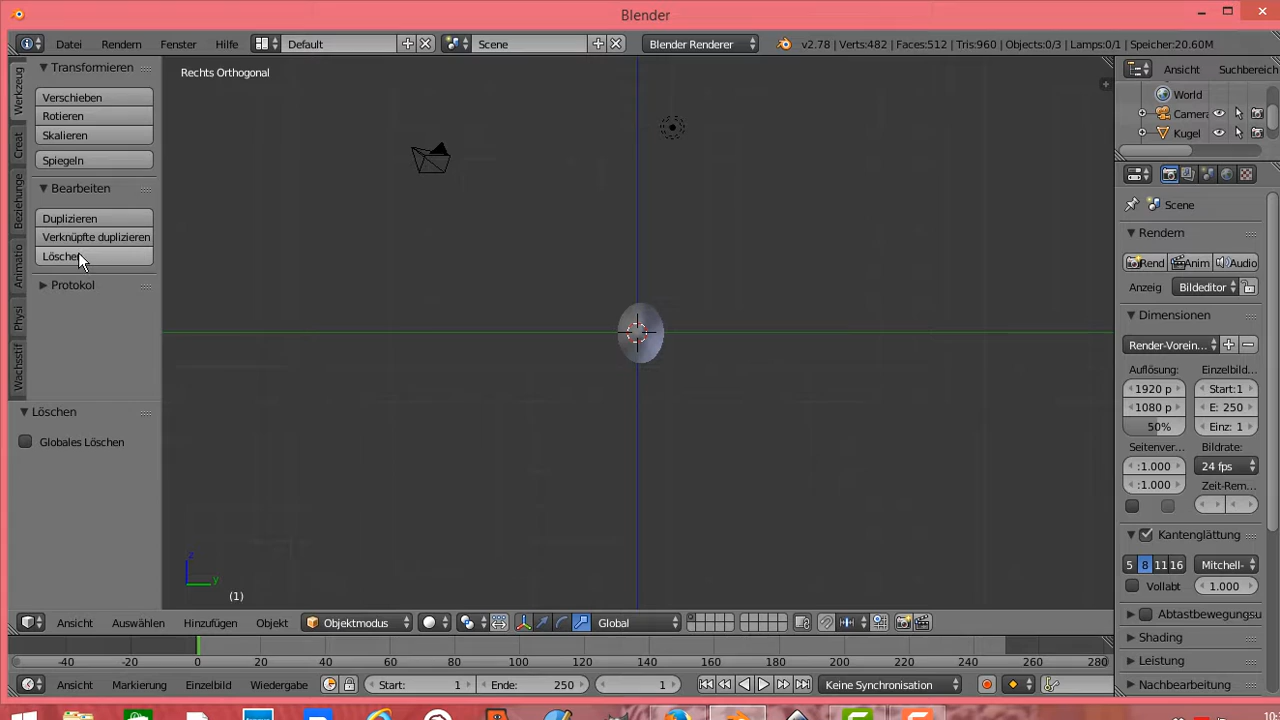 Blender
Datei Rendern Fenster Hilfe Default Scene Blender Renderer v2.78 | Verts:482 | Faces:512 | Tris:960 | Objects:0/3 | Lamps:0/1 | Speicher:20.60M
Werkzeug
Creat
Beziehunge
Animatio
Physi
Wachsstif
Transformieren
Verschieben
Rotieren
Skalieren
Spiegeln
Bearbeiten
Duplizieren
Verknüpfte duplizieren
Protokol
Löschen
Globales Löschen
Rechts Orthogonal
z
y
(1)
Ansicht Suchbereich
World
Camera
Kugel
Scene
Rendern
Rend Anim Audio
Anzeig Bildeditor
Dimensionen
Render-Vorein...
Auflösung: Einzelbild...
1920 p Start:1
1080 p E: 250
50% Einz: 1
Seitenver... Bildrate:
:1.000 24 fps
:1.000 Zeit-Rem...
Kantenglättung
5 8 11 16 Mitchell-
Vollabt 1.000
Abtastbewegungsu
Shading
Leistung
Nachbearbeitung
Ansicht Auswählen Hinzufügen Objekt Objektmodus Global
-40 -20 0 20 40 60 80 100 120 140 160 180 200 220 240 260 280
Ansicht Markierung Einzelbild Wiedergabe Start: 1 Ende: 250 1 Keine Synchronisation